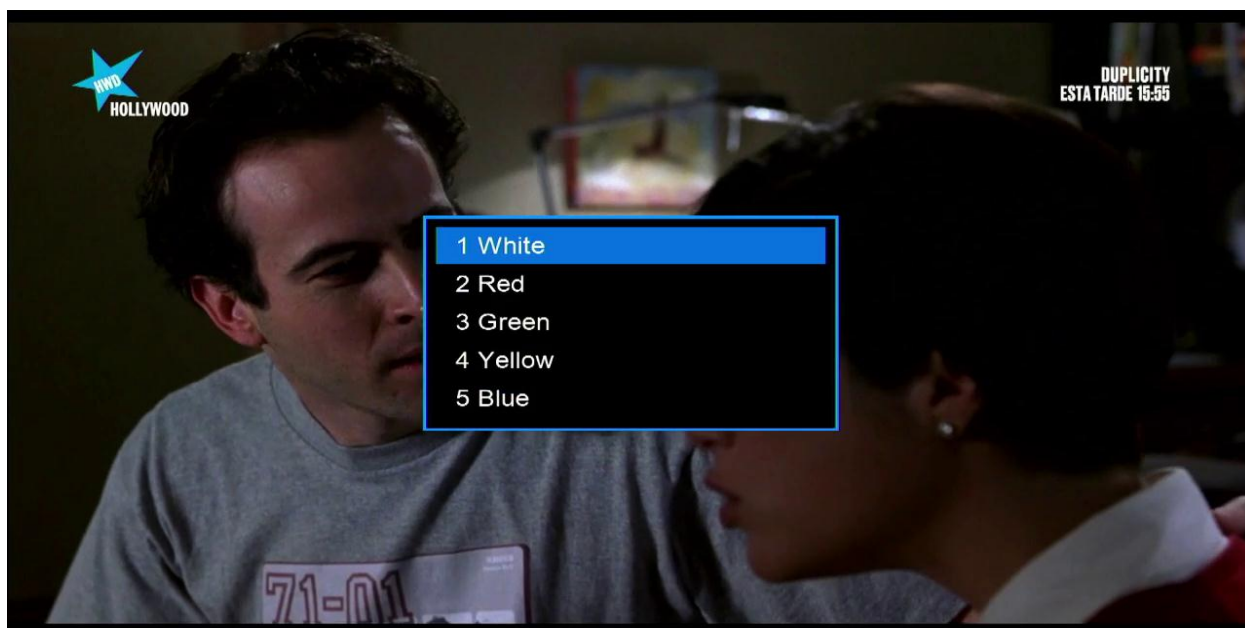 HWD
HOLLYWOOD
DUPLICITY
ESTA TARDE 15:55
1 White
2 Red
3 Green
4 Yellow
5 Blue
71-01